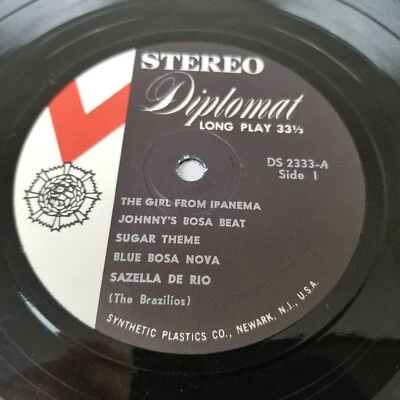 STEREO
Diplomat
LONG PLAY 33⅓
DS 2333-A
Side 1
THE GIRL FROM IPANEMA
JOHNNY'S BOSA BEAT
SUGAR THEME
BLUE BOSA NOVA
SAZELLA DE RIO
(The Brazilios)
SYNTHETIC PLASTICS CO., NEWARK, N.J., U.S.A.